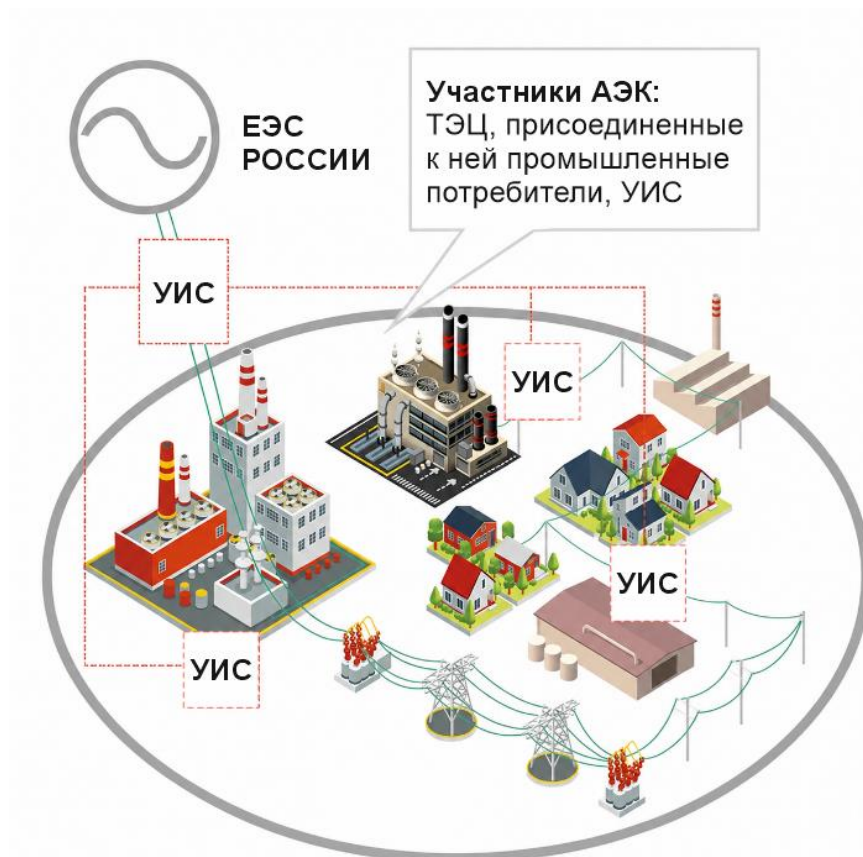 Участники АЭК:
ТЭЦ, присоединенные
к ней промышленные
потребители, УИС
ЕЭС
РОССИИ
УИС
УИС
УИС
УИС